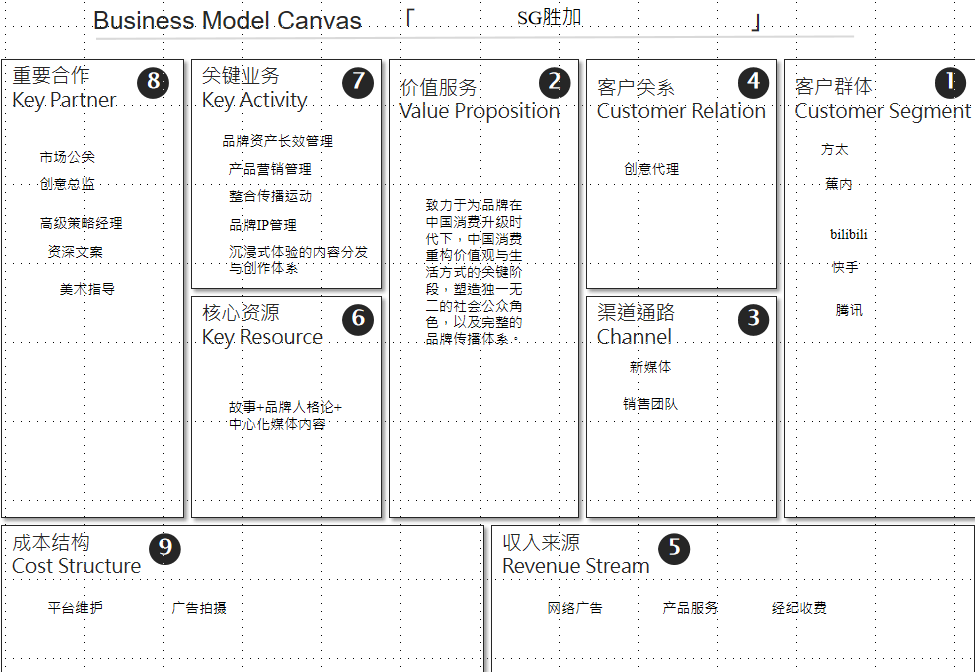 Business Model Canvas 「 SG胜加 」
重要合作 8
Key Partner
市场公关
创意总监
高级策略经理
资深文案
美术指导
关键业务 7
Key Activity
品牌资产长效管理
产品营销管理
整合传播运动
品牌IP管理
沉浸式体验的内容分发
与创作体系
核心资源 6
Key Resource
故事+品牌人格论+
中心化媒体内容
价值服务 2
Value Proposition
致力于为品牌在
中国消费升级时
代下，中国消费
重构价值观与生
活方式的关键阶
段，塑造独一无
二的社会公众角
色，以及完整的
品牌传播体系。
客户关系 4
Customer Relation
创意代理
渠道通路 3
Channel
新媒体
销售团队
客户群体 1
Customer Segment
方太
蕉内
bilibili
快手
腾讯
成本结构 9
Cost Structure
平台维护 广告拍摄
收入来源 5
Revenue Stream
网络广告 产品服务 经纪收费